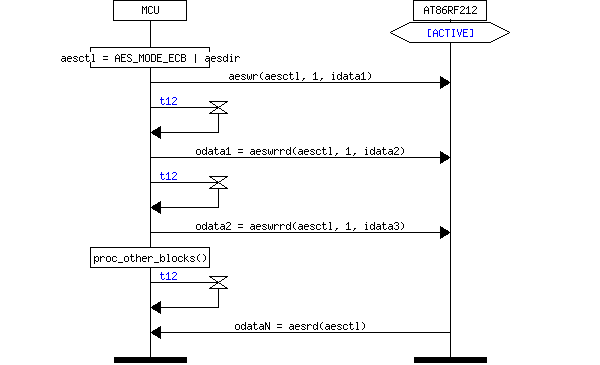 MCU
AT86RF212
[ACTIVE]
aesctl = AES_MODE_ECB | aesdir
aeswr(aesctl, 1, idata1)
t12
odata1 = aeswrrd(aesctl, 1, idata2)
t12
odata2 = aeswrrd(aesctl, 1, idata3)
proc_other_blocks()
t12
odataN = aesrd(aesctl)